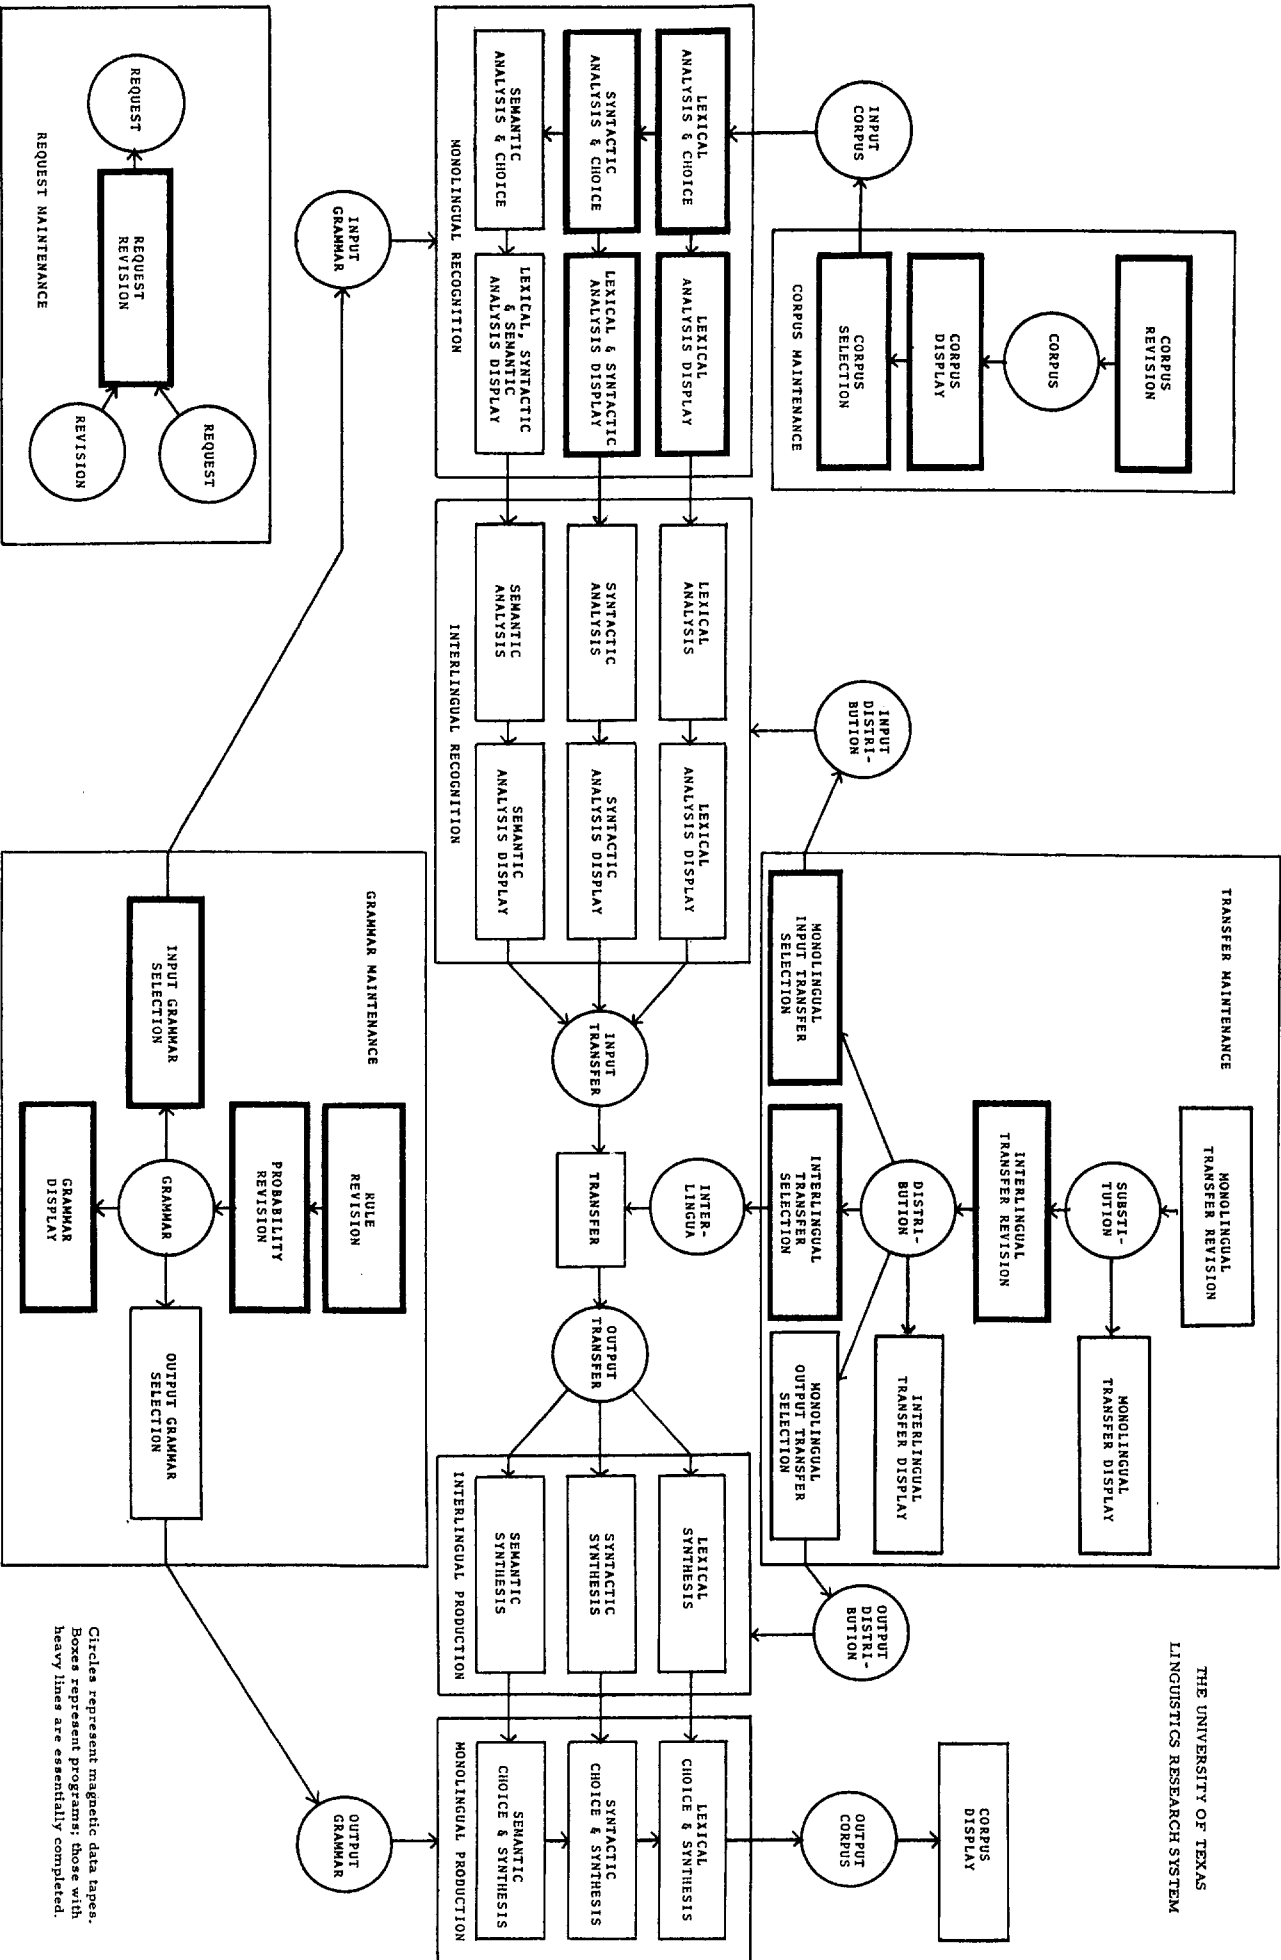 THE UNIVERSITY OF TEXAS
LINGUISTICS RESEARCH SYSTEM
CORPUS
REVISION
CORPUS
CORPUS
DISPLAY
CORPUS
SELECTION
CORPUS MAINTENANCE
INPUT
CORPUS
TRANSFER MAINTENANCE
MONOLINGUAL
TRANSFER REVISION
SUBSTI-
TUTION
MONOLINGUAL
TRANSFER DISPLAY
INTERLINGUAL
TRANSFER REVISION
DISTRI-
BUTION
INTERLINGUAL
TRANSFER DISPLAY
MONOLINGUAL
INPUT TRANSFER
SELECTION
INTERLINGUAL
TRANSFER
SELECTION
MONOLINGUAL
OUTPUT TRANSFER
SELECTION
INPUT
DISTRI-
BUTION
INTER-
LINGUA
OUTPUT
DISTRI-
BUTION
OUTPUT
CORPUS
CORPUS
DISPLAY
LEXICAL
ANALYSIS & CHOICE
LEXICAL
ANALYSIS DISPLAY
SYNTACTIC
ANALYSIS & CHOICE
LEXICAL & SYNTACTIC
ANALYSIS DISPLAY
SEMANTIC
ANALYSIS & CHOICE
LEXICAL, SYNTACTIC
& SEMANTIC
ANALYSIS DISPLAY
MONOLINGUAL RECOGNITION
LEXICAL
ANALYSIS
LEXICAL
ANALYSIS DISPLAY
SYNTACTIC
ANALYSIS
SYNTACTIC
ANALYSIS DISPLAY
SEMANTIC
ANALYSIS
SEMANTIC
ANALYSIS DISPLAY
INTERLINGUAL RECOGNITION
INPUT
TRANSFER
TRANSFER
OUTPUT
TRANSFER
LEXICAL
SYNTHESIS
SYNTACTIC
SYNTHESIS
SEMANTIC
SYNTHESIS
INTERLINGUAL PRODUCTION
LEXICAL
CHOICE & SYNTHESIS
SYNTACTIC
CHOICE & SYNTHESIS
SEMANTIC
CHOICE & SYNTHESIS
MONOLINGUAL PRODUCTION
INPUT
GRAMMAR
OUTPUT
GRAMMAR
REQUEST
REQUEST
REVISION
REQUEST
REVISION
REQUEST MAINTENANCE
GRAMMAR MAINTENANCE
RULE
REVISION
PROBABILITY
REVISION
INPUT GRAMMAR
SELECTION
GRAMMAR
OUTPUT GRAMMAR
SELECTION
GRAMMAR
DISPLAY
Circles represent magnetic data tapes.
Boxes represent programs; those with
heavy lines are essentially completed.